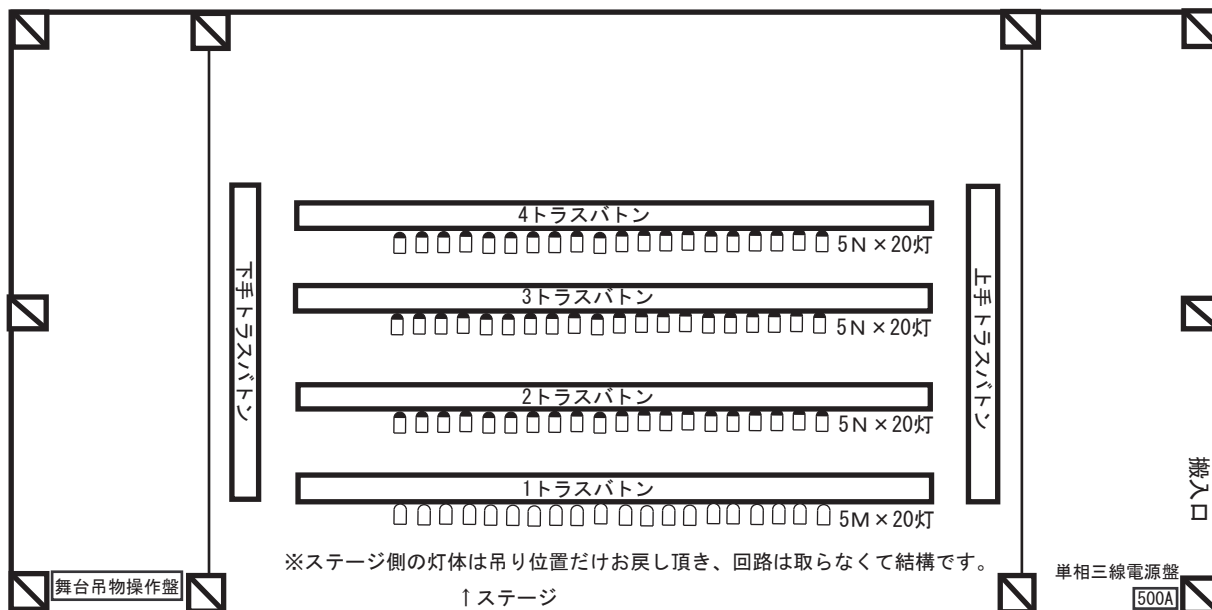 4トラスバトン
5N×20灯
下手トラスバトン
3トラスバトン
5N×20灯
上手トラスバトン
2トラスバトン
5N×20灯
1トラスバトン
5M×20灯
搬入口
※ステージ側の灯体は吊り位置だけお戻し頂き、回路は取らなくて結構です。
舞台吊物操作盤
↑ステージ
単相三線電源盤
500A